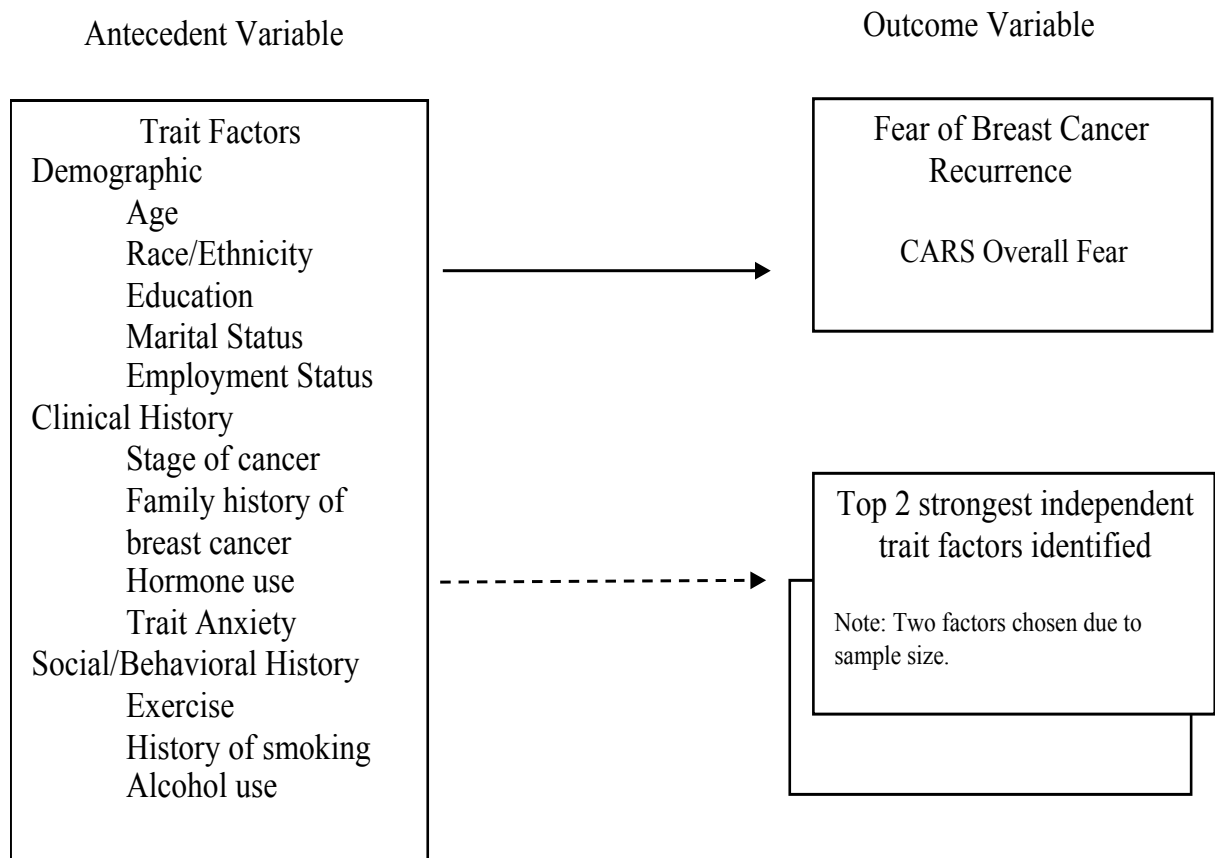 Antecedent Variable
Outcome Variable
Trait Factors
Demographic
Age
Race/Ethnicity
Education
Marital Status
Employment Status
Clinical History
Stage of cancer
Family history of
breast cancer
Hormone use
Trait Anxiety
Social/Behavioral History
Exercise
History of smoking
Alcohol use
Fear of Breast Cancer
Recurrence
CARS Overall Fear
Top 2 strongest independent
trait factors identified
Note: Two factors chosen due to
sample size.